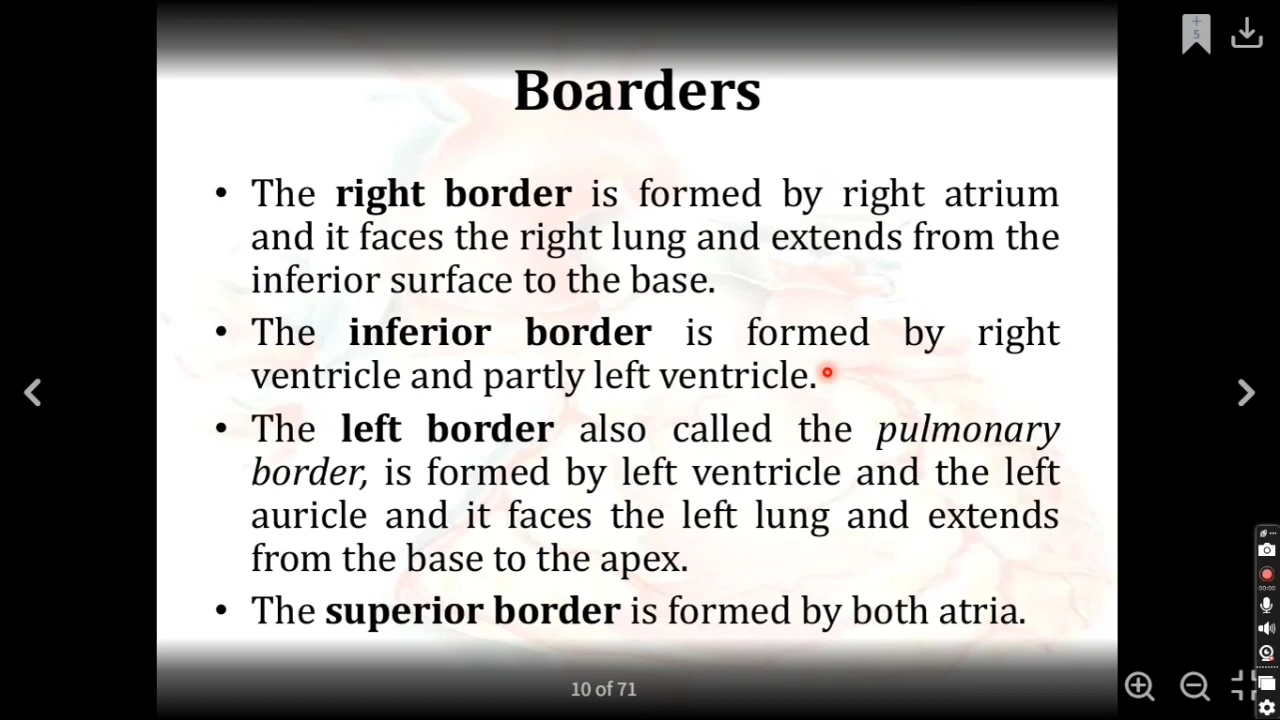 +
5
Boarders
• The right border is formed by right atrium
and it faces the right lung and extends from the
inferior surface to the base.
• The inferior border is formed by right
ventricle and partly left ventricle.
• The left border also called the pulmonary
border, is formed by left ventricle and the left
auricle and it faces the left lung and extends
from the base to the apex.
• The superior border is formed by both atria.
10 of 71
00:00